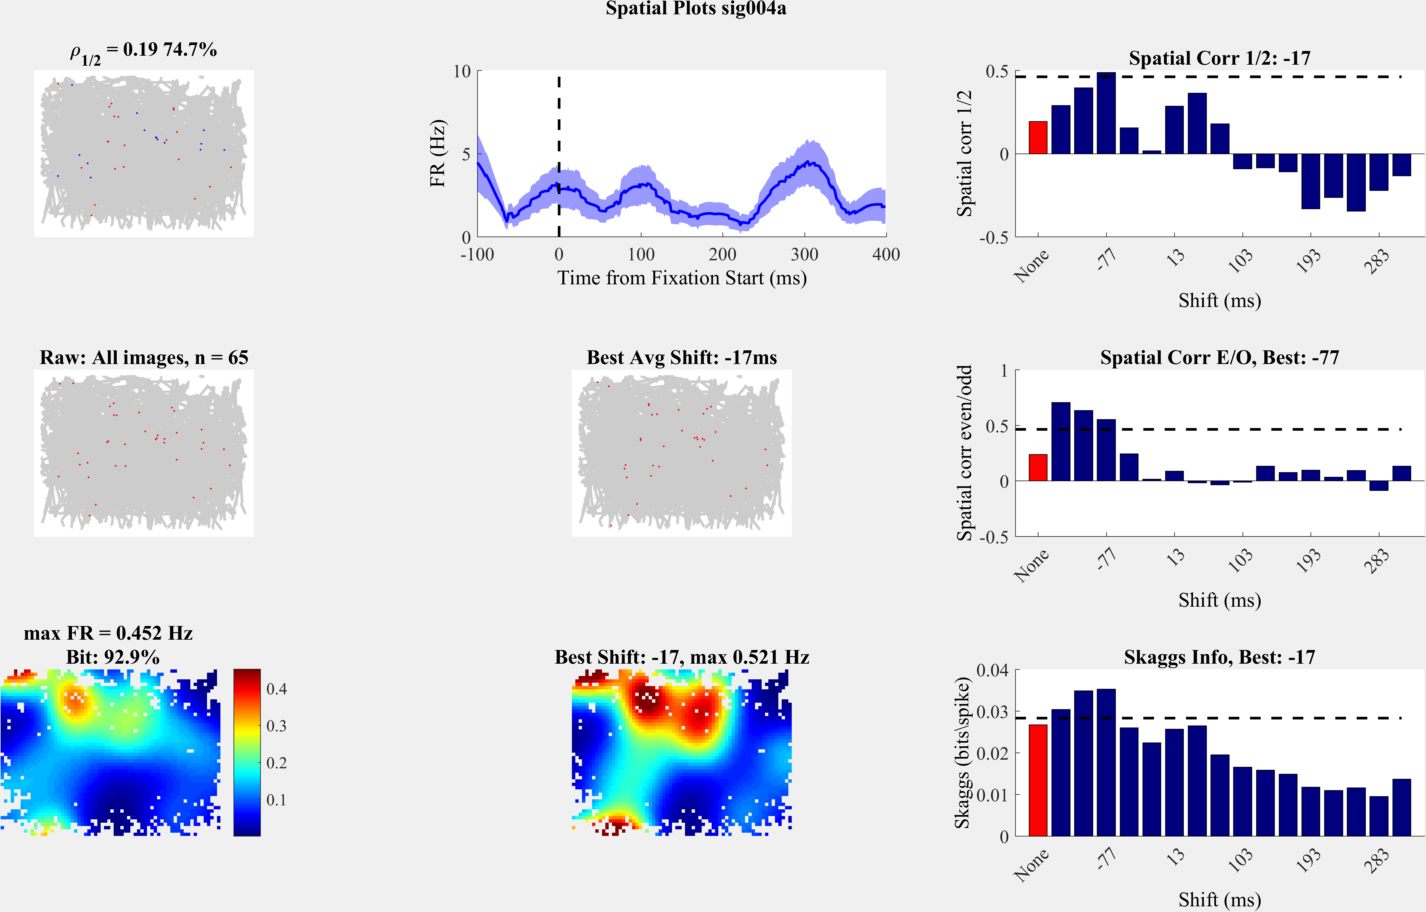 Spatial Plots sig004a
ρ1/2 = 0.19 74.7%
10
5
0
FR (Hz)
-100 0 100 200 300 400
Time from Fixation Start (ms)
Spatial Corr 1/2: -17
0.5
0
-0.5
Spatial corr 1/2
None -77 13 103 193 283
Shift (ms)
Raw: All images, n = 65
Best Avg Shift: -17ms
Spatial Corr E/O, Best: -77
1
0.5
0
-0.5
Spatial corr even/odd
None -77 13 103 193 283
Shift (ms)
max FR = 0.452 Hz
Bit: 92.9%
0.4
0.3
0.2
0.1
Best Shift: -17, max 0.521 Hz
Skaggs Info, Best: -17
0.04
0.03
0.02
0.01
0
Skaggs (bits\spike)
None -77 13 103 193 283
Shift (ms)